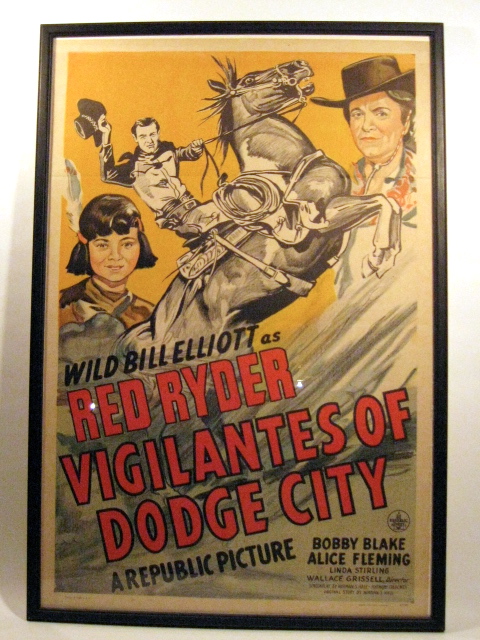 WILD BILL ELLIOTT as
RED RYDER
VIGILANTES OF
DODGE CITY
A REPUBLIC PICTURE
BOBBY BLAKE
ALICE FLEMING
LINDA STIRLING
WALLACE GRISSELL, Director